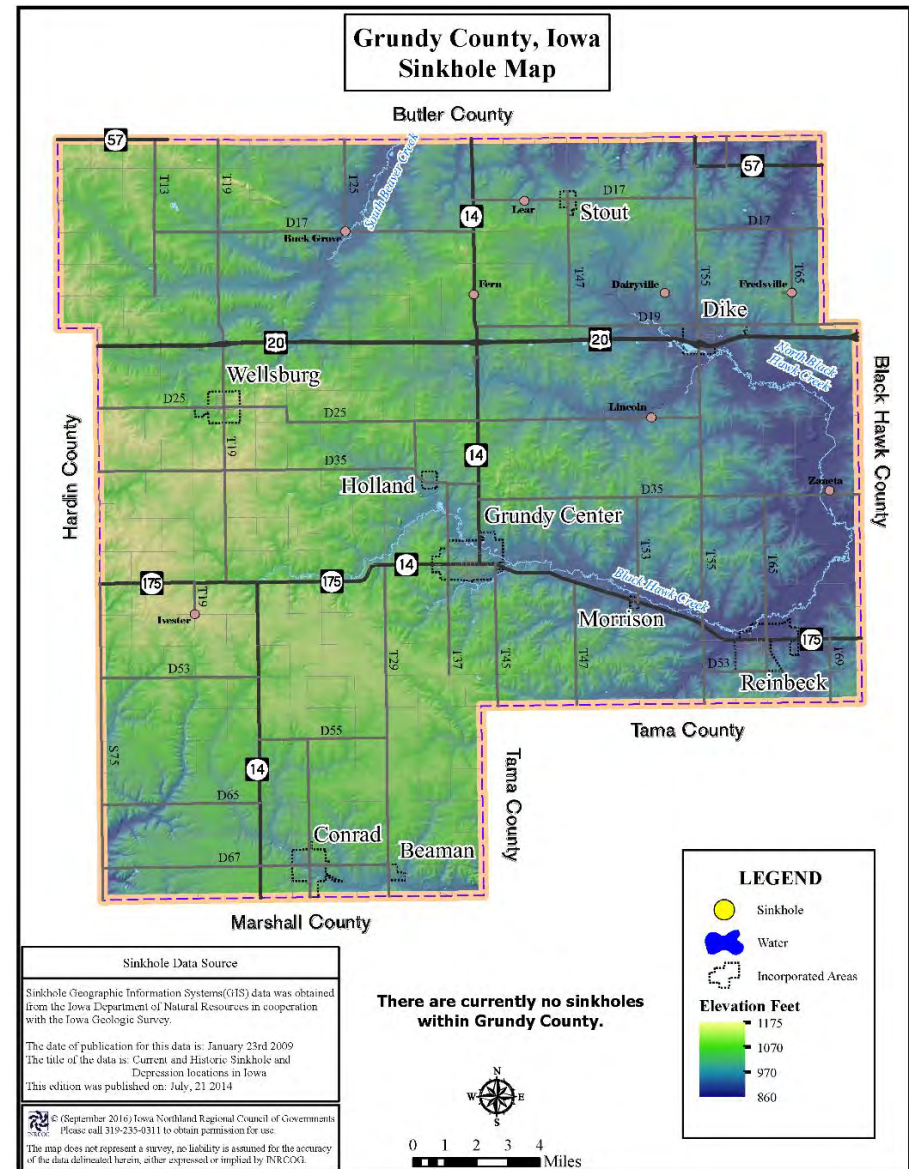 Grundy County, Iowa
Sinkhole Map
Butler County
57
T13
T19
T25
South Beaver Creek
14
D17
Lear
Stout
57
D17
Buck Grove
D17
Fern
T47
Dairyville
T55
Fredsville
T65
D19
Dike
20
20
North Black
Hawk Creek
Wellsburg
D25
D25
Lincoln
T19
Hardin County
Black Hawk County
D35
14
Holland
D35
Zaneta
Grundy Center
T53
T55
T65
175
175
14
Black Hawk Creek
T19
Ivester
Morrison
175
D53
T29
T37
T45
T47
D53
Reinbeck
T69
Tama County
D55
S75
14
Tama County
D65
Conrad
Beaman
D67
Marshall County
LEGEND
Sinkhole
Water
Incorporated Areas
Elevation Feet
1175
1070
970
860
Sinkhole Data Source
Sinkhole Geographic Information Systems(GIS) data was obtained
from the Iowa Department of Natural Resources in cooperation
with the Iowa Geologic Survey.
The date of publication for this data is: January 23rd 2009
The title of the data is: Current and Historic Sinkhole and
Depression locations in Iowa
This edition was published on: July, 21 2014
There are currently no sinkholes
within Grundy County.
N
W E
S
0 1 2 3 4
Miles
INRCOG
© (September 2016) Iowa Northland Regional Council of Governments
Please call 319-235-0311 to obtain permission for use.
The map does not represent a survey, no liability is assumed for the accuracy
of the data delineated herein, either expressed or implied by INRCOG.